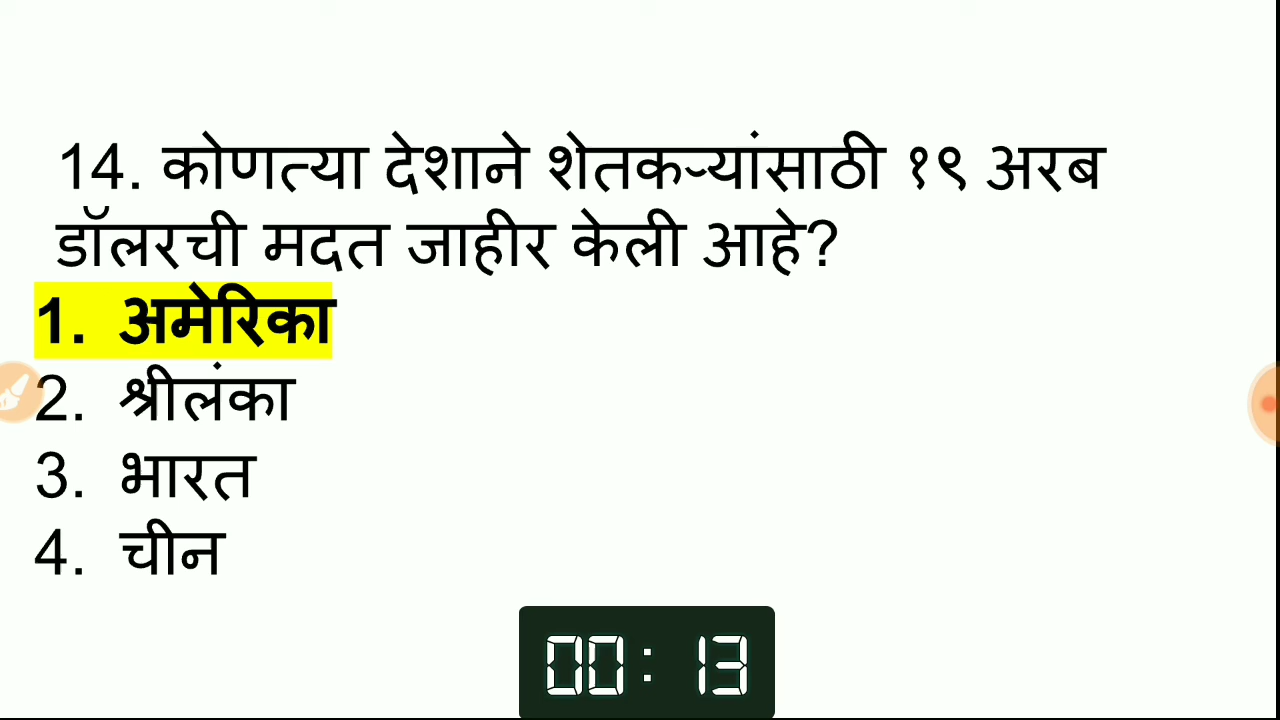 14. कोणत्या देशाने शेतकऱ्यांसाठी १९ अरब
डॉलरची मदत जाहीर केली आहे?
1. अमेरिका
2. श्रीलंका
3. भारत
4. चीन
00:13